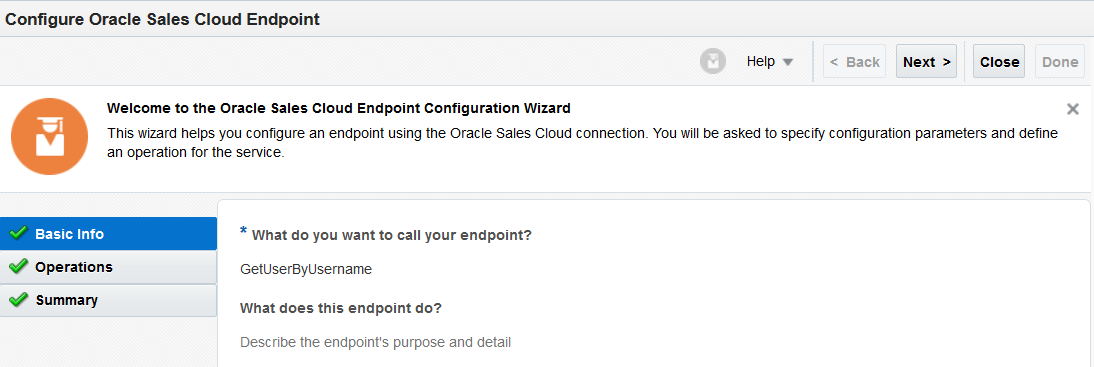 Configure Oracle Sales Cloud Endpoint
Help
< Back
Next >
Close
Done
Welcome to the Oracle Sales Cloud Endpoint Configuration Wizard
This wizard helps you configure an endpoint using the Oracle Sales Cloud connection. You will be asked to specify configuration parameters and define
an operation for the service.
Basic Info
Operations
Summary
* What do you want to call your endpoint?
GetUserByUsername
What does this endpoint do?
Describe the endpoint's purpose and detail